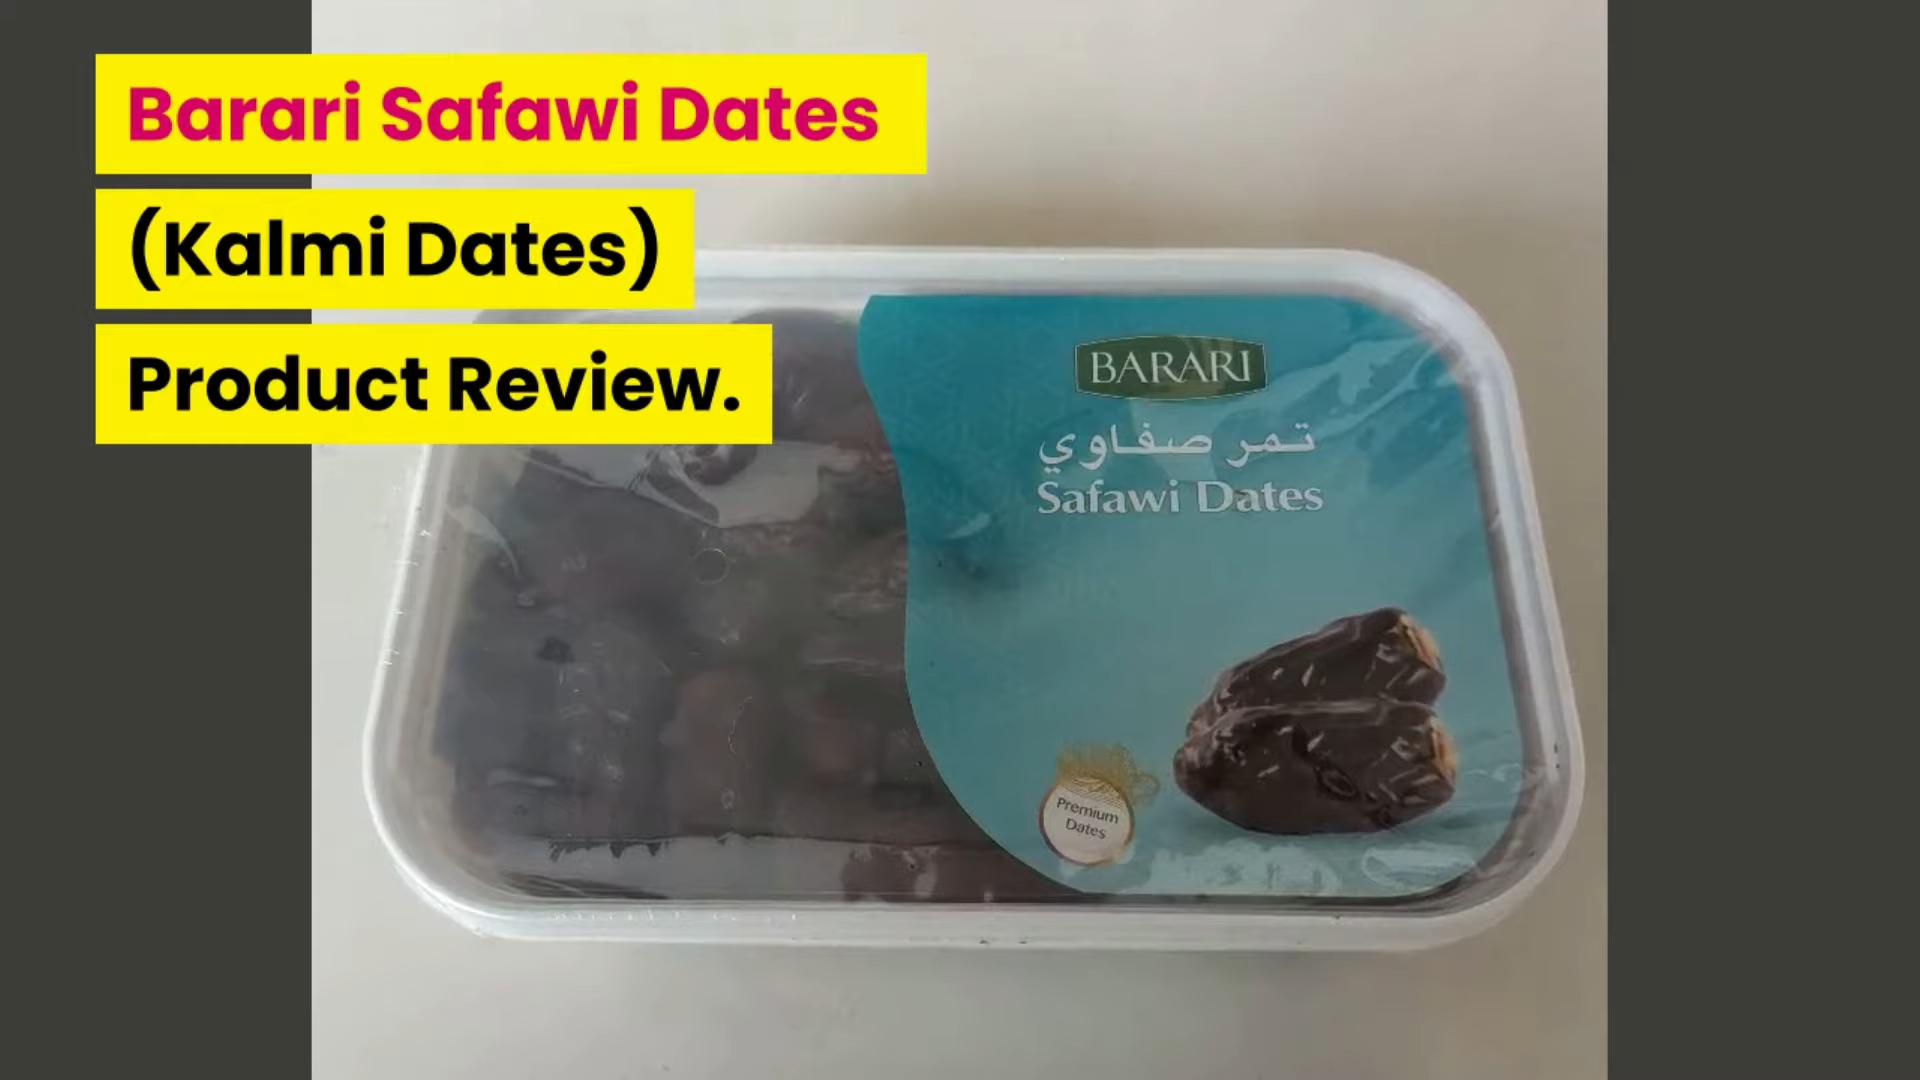 Barari Safawi Dates
(Kalmi Dates)
Product Review.
BARARI
تمر صفاوي
Safawi Dates
Premium
Dates